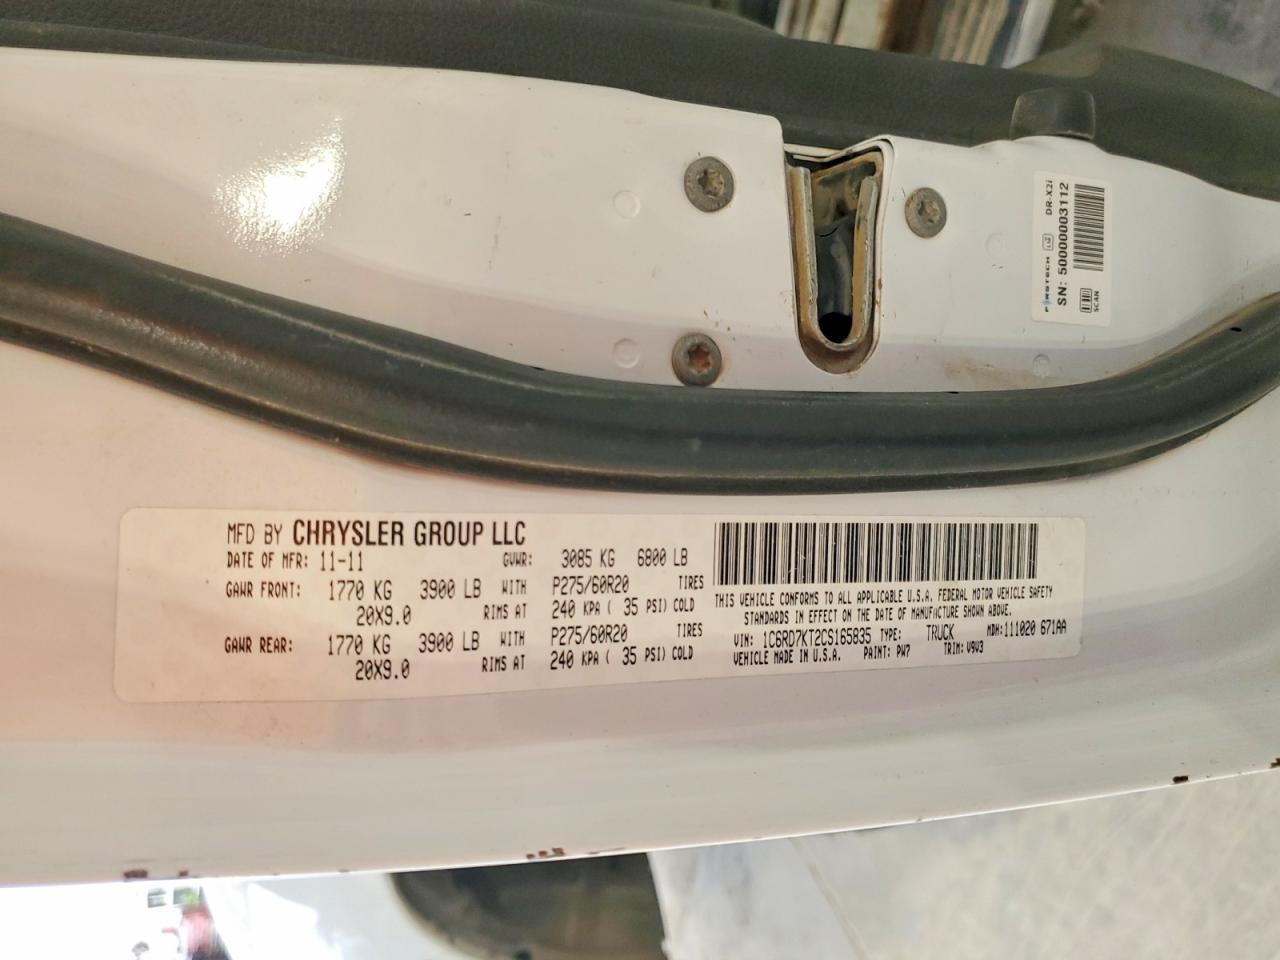 MFD BY CHRYSLER GROUP LLC
DATE OF MFR: 11-11 GVWR: 3085 KG 6800 LB
GAWR FRONT: 1770 KG 3900 LB WITH P275/60R20 TIRES
20X9.0 RIMS AT 240 KPA ( 35 PSI) COLD
GAWR REAR: 1770 KG 3900 LB WITH P275/60R20 TIRES
20X9.0 RIMS AT 240 KPA ( 35 PSI) COLD
THIS VEHICLE CONFORMS TO ALL APPLICABLE U.S.A. FEDERAL MOTOR VEHICLE SAFETY
STANDARDS IN EFFECT ON THE DATE OF MANUFACTURE SHOWN ABOVE.
VIN: 1C6RD7KT2CS165835 TYPE: TRUCK MDH: 111020 671AA
VEHICLE MADE IN U.S.A. PAINT: PW7 TRIM: V9V3
FIRSTECH DR-X2i
SN: 500000003112
SCAN